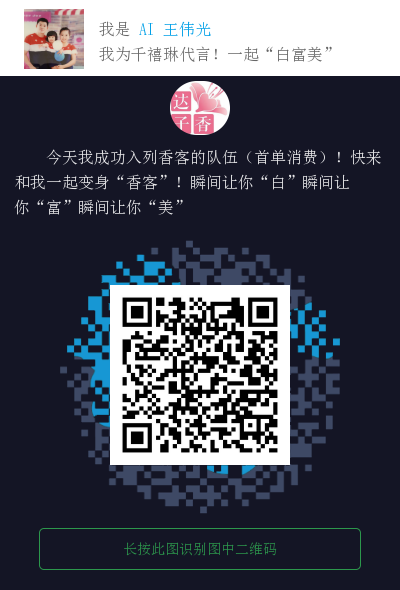 我是 AI 王伟光
我为千禧琳代言！一起“白富美”
达
子 香
今天我成功入列香客的队伍（首单消费）！快来
和我一起变身“香客”！瞬间让你“白”瞬间让
你“富”瞬间让你“美”
长按此图识别图中二维码